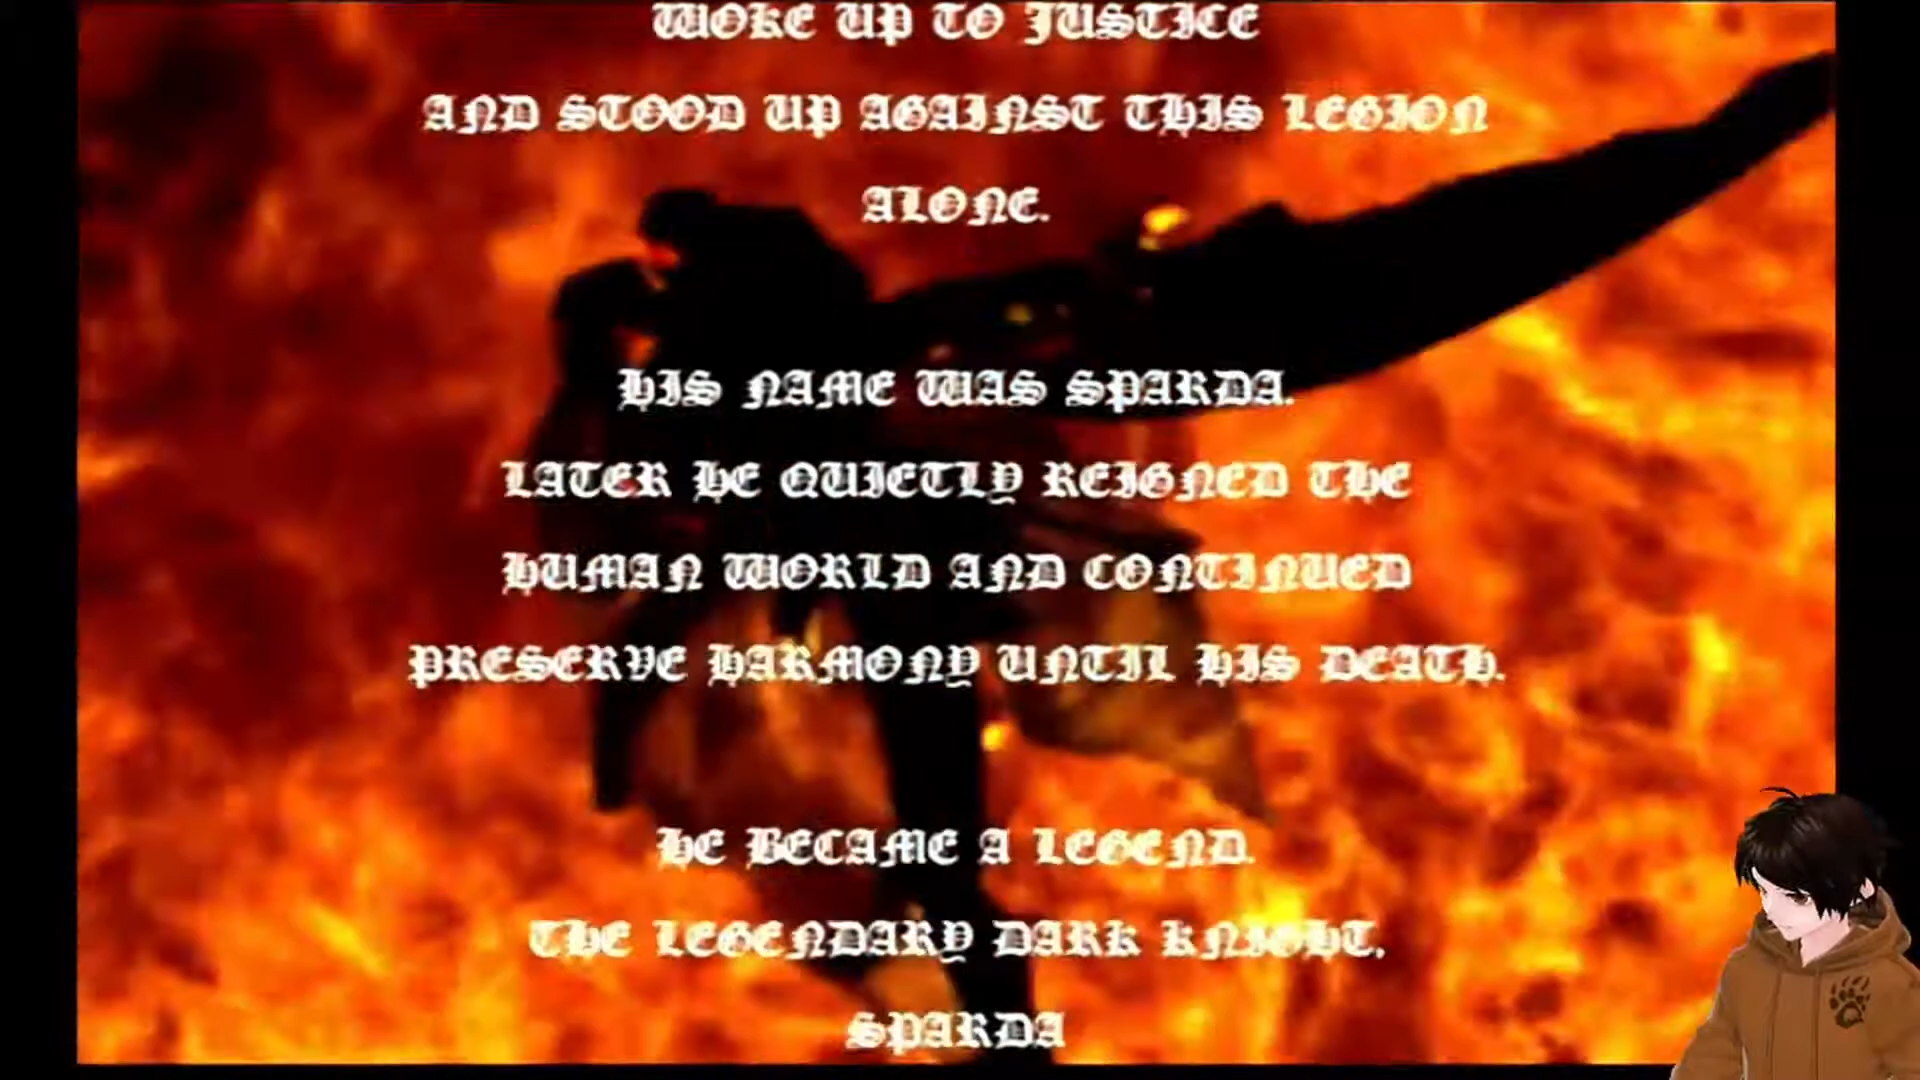 WOKE UP TO JUSTICE
AND STOOD UP AGAINST THIS LEGION
ALONE.
HIS NAME WAS SPARDA.
LATER HE QUIETLY REIGNED THE
HUMAN WORLD AND CONTINUED
PRESERVE HARMONY UNTIL HIS DEATH.
HE BECAME A LEGEND.
THE LEGENDARY DARK KNIGHT,
SPARDA